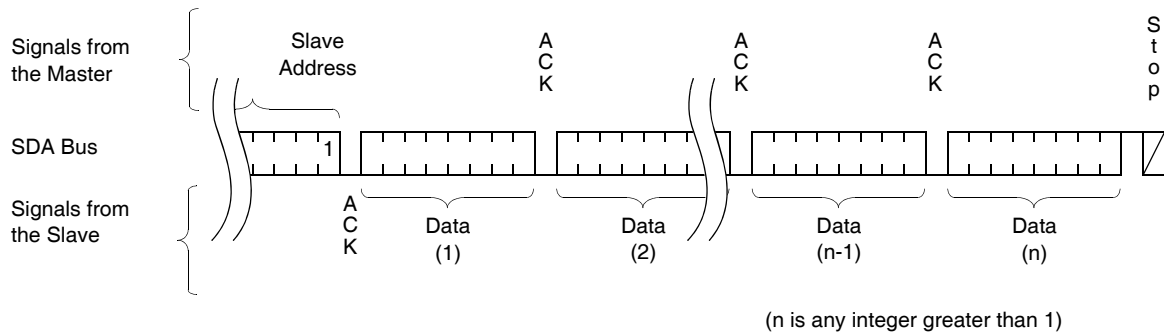 Signals from
the Master
Slave
Address
A
C
K
A
C
K
A
C
K
S
t
o
p
SDA Bus
1
Signals from
the Slave
A
C
K
Data
(1)
Data
(2)
Data
(n-1)
Data
(n)
(n is any integer greater than 1)